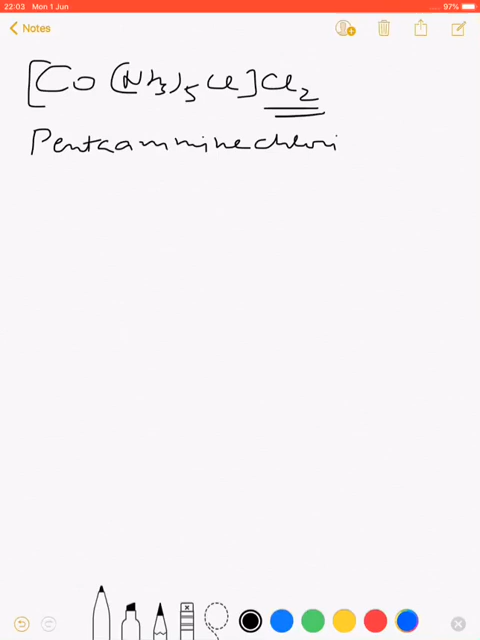 22:03 Mon 1 Jun 97%
Notes
[Co(NH3)5Cl]Cl2
Pentaamminechlori